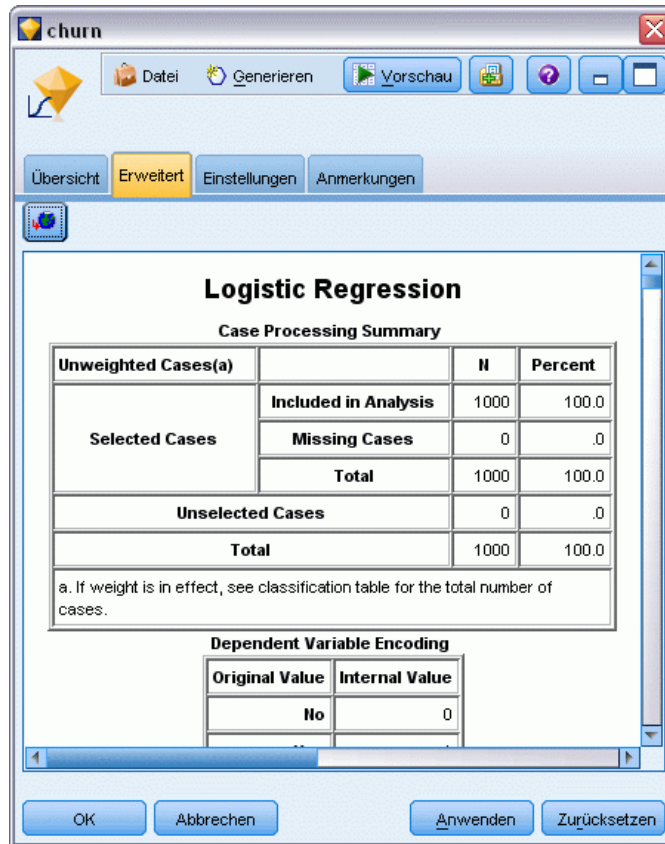 churn
Datei Generieren Vorschau
Übersicht Erweitert Einstellungen Anmerkungen
Logistic Regression
Case Processing Summary
Unweighted Cases(a) N Percent
Selected Cases Included in Analysis 1000 100.0
Missing Cases 0 .0
Total 1000 100.0
Unselected Cases 0 .0
Total 1000 100.0
a. If weight is in effect, see classification table for the total number of
cases.
Dependent Variable Encoding
Original Value Internal Value
No 0
OK Abbrechen Anwenden Zurücksetzen